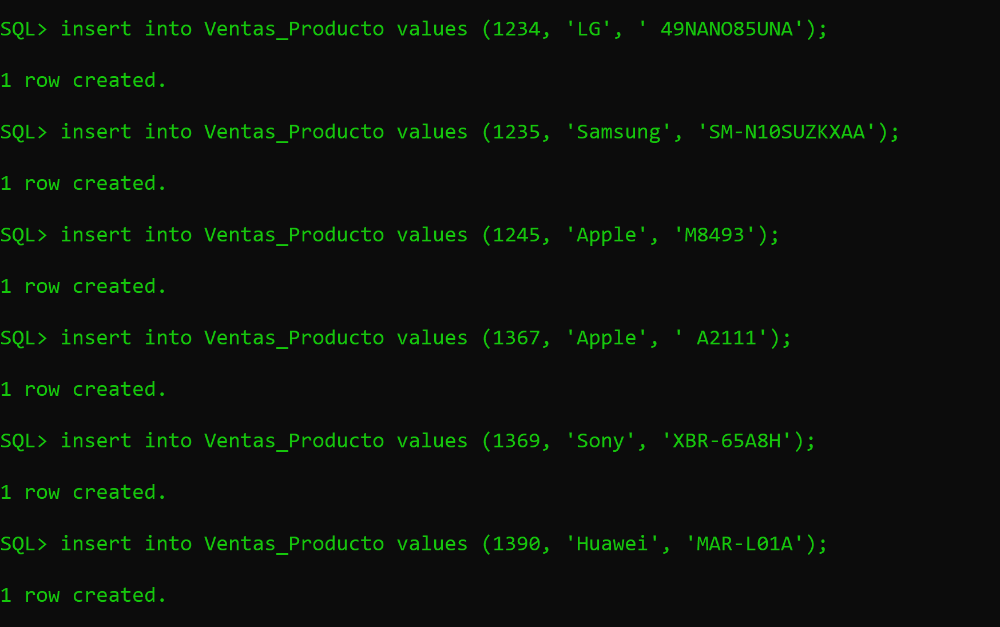 SQL> insert into Ventas_Producto values (1234, 'LG', ' 49NANO85UNA');
1 row created.
SQL> insert into Ventas_Producto values (1235, 'Samsung', 'SM-N10SUZKXAA');
1 row created.
SQL> insert into Ventas_Producto values (1245, 'Apple', 'M8493');
1 row created.
SQL> insert into Ventas_Producto values (1367, 'Apple', ' A2111');
1 row created.
SQL> insert into Ventas_Producto values (1369, 'Sony', 'XBR-65A8H');
1 row created.
SQL> insert into Ventas_Producto values (1390, 'Huawei', 'MAR-L01A');
1 row created.